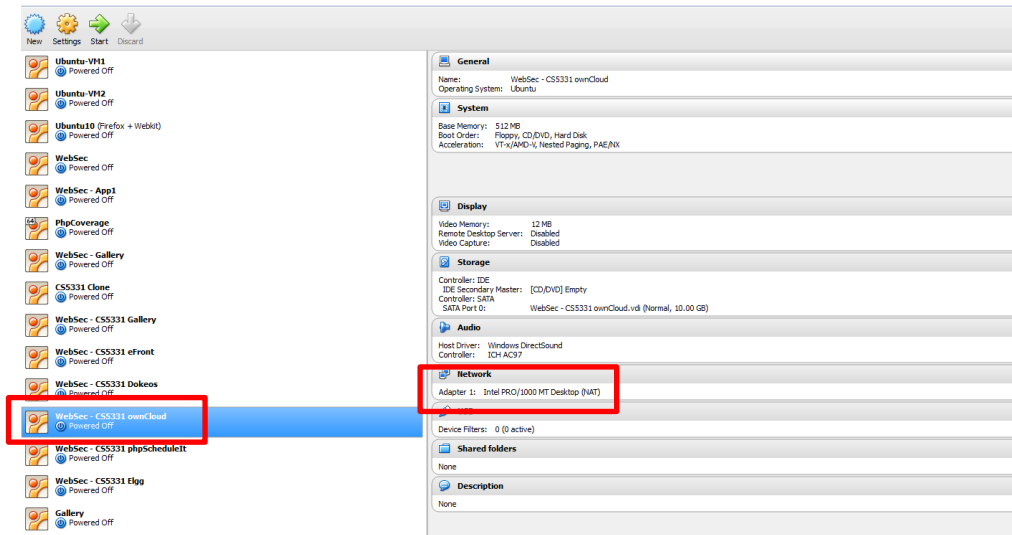 New Settings Start Discard
Ubuntu-VM1
Powered Off
Ubuntu-VM2
Powered Off
Ubuntu10 (Firefox + Webkit)
Powered Off
WebSec
Powered Off
WebSec - App1
Powered Off
PhpCoverage
Powered Off
WebSec - Gallery
Powered Off
CS5331 Clone
Powered Off
WebSec - CS5331 Gallery
Powered Off
WebSec - CS5331 eFront
Powered Off
WebSec - CS5331 Dokeos
Powered Off
WebSec - CS5331 ownCloud
Powered Off
WebSec - CS5331 phpScheduleIt
Powered Off
WebSec - CS5331 Elgg
Powered Off
Gallery
Powered Off
General
Name: WebSec - CS5331 ownCloud
Operating System: Ubuntu
System
Base Memory: 512 MB
Boot Order: Floppy, CD/DVD, Hard Disk
Acceleration: VT-x/AMD-V, Nested Paging, PAE/NX
Display
Video Memory: 12 MB
Remote Desktop Server: Disabled
Video Capture: Disabled
Storage
Controller: IDE
IDE Secondary Master: [CD/DVD] Empty
Controller: SATA
SATA Port 0: WebSec - CS5331 ownCloud.vdi (Normal, 10.00 GB)
Audio
Host Driver: Windows DirectSound
Controller: ICH AC97
Network
Adapter 1: Intel PRO/1000 MT Desktop (NAT)
Device Filters: 0 (0 active)
Shared folders
None
Description
None